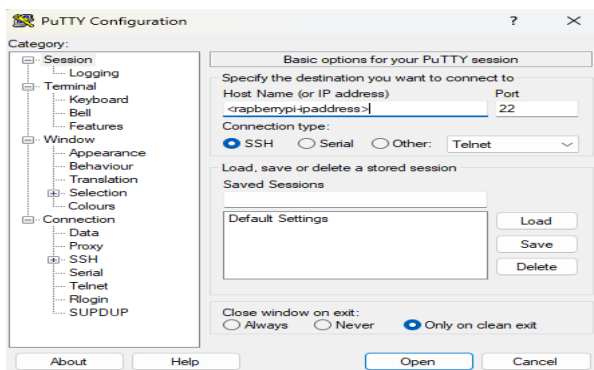 PuTTY Configuration ? ×
Category:
Session
Logging
Terminal
Keyboard
Bell
Features
Window
Appearance
Behaviour
Translation
Selection
Colours
Connection
Data
Proxy
SSH
Serial
Telnet
Rlogin
SUPDUP
Basic options for your PuTTY session
Specify the destination you want to connect to
Host Name (or IP address) Port
<rapberrypi-ipaddress> 22
Connection type:
SSH Serial Other: Telnet
Load, save or delete a stored session
Saved Sessions
Default Settings
Load
Save
Delete
Close window on exit:
Always Never Only on clean exit
About Help Open Cancel